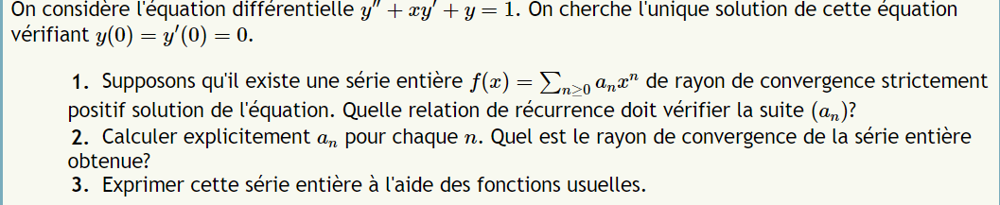 On considère l'équation différentielle y'' + xy' + y = 1. On cherche l'unique solution de cette équation
vérifiant y(0) = y'(0) = 0.
1. Supposons qu'il existe une série entière f(x) = ∑_{n≥0} a_n x^n de rayon de convergence strictement
positif solution de l'équation. Quelle relation de récurrence doit vérifier la suite (a_n)?
2. Calculer explicitement a_n pour chaque n. Quel est le rayon de convergence de la série entière
obtenue?
3. Exprimer cette série entière à l'aide des fonctions usuelles.